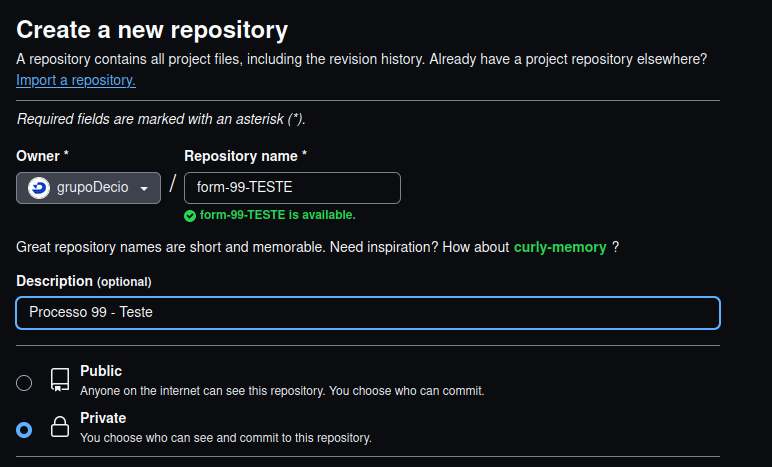 Create a new repository
A repository contains all project files, including the revision history. Already have a project repository elsewhere?
Import a repository.
Required fields are marked with an asterisk (*).
Owner * Repository name *
grupoDecio / form-99-TESTE
form-99-TESTE is available.
Great repository names are short and memorable. Need inspiration? How about curly-memory ?
Description (optional)
Processo 99 - Teste
Public
Anyone on the internet can see this repository. You choose who can commit.
Private
You choose who can see and commit to this repository.